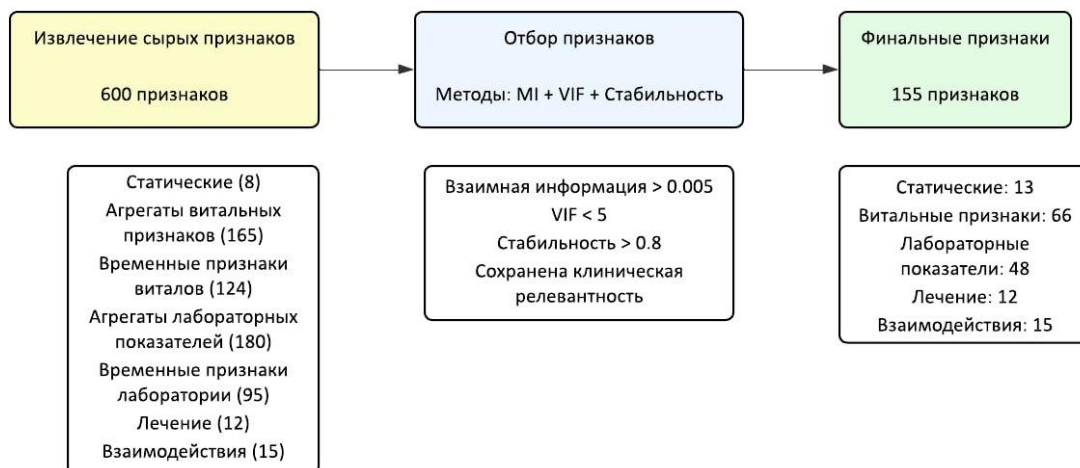 Извлечение сырых признаков
600 признаков
Отбор признаков
Методы: MI + VIF + Стабильность
Финальные признаки
155 признаков
Статические (8)
Агрегаты витальных
признаков (165)
Временные признаки
виталов (124)
Агрегаты лабораторных
показателей (180)
Временные признаки
лаборатории (95)
Лечение (12)
Взаимодействия (15)
Взаимная информация > 0.005
VIF < 5
Стабильность > 0.8
Сохранена клиническая
релевантность
Статические: 13
Витальные признаки: 66
Лабораторные
показатели: 48
Лечение: 12
Взаимодействия: 15